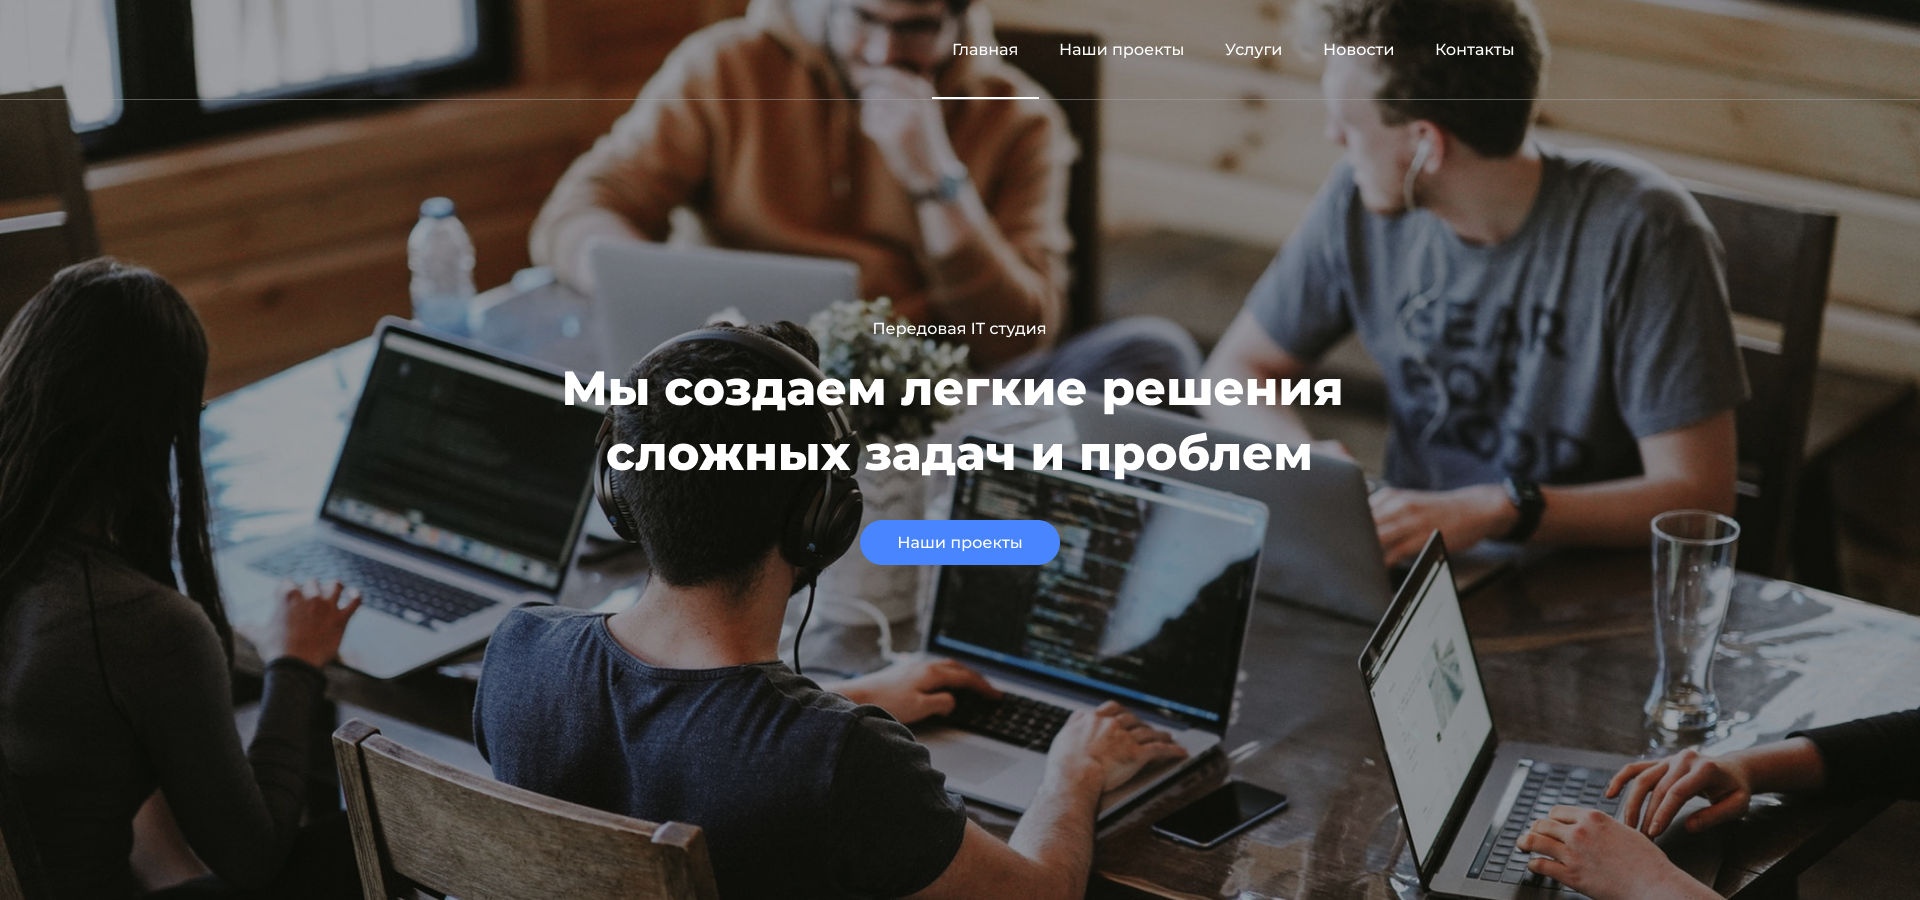 Главная Наши проекты Услуги Новости Контакты
Передовая IT студия
Мы создаем легкие решения
сложных задач и проблем
Наши проекты